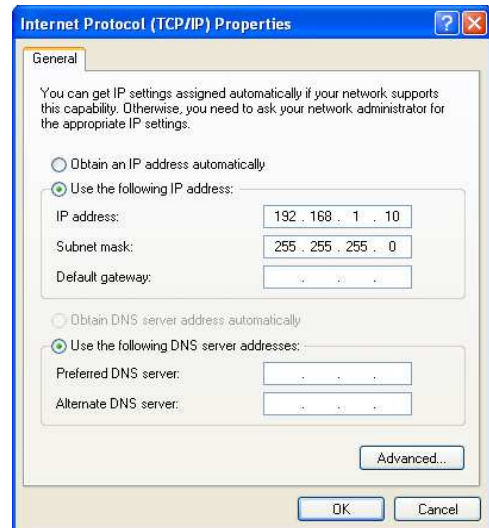 Internet Protocol (TCP/IP) Properties
General
You can get IP settings assigned automatically if your network supports
this capability. Otherwise, you need to ask your network administrator for
the appropriate IP settings.
Obtain an IP address automatically
Use the following IP address:
IP address: 192 . 168 . 1 . 10
Subnet mask: 255 . 255 . 255 . 0
Default gateway: . . .
Obtain DNS server address automatically
Use the following DNS server addresses:
Preferred DNS server: . . .
Alternate DNS server: . . .
Advanced...
OK Cancel